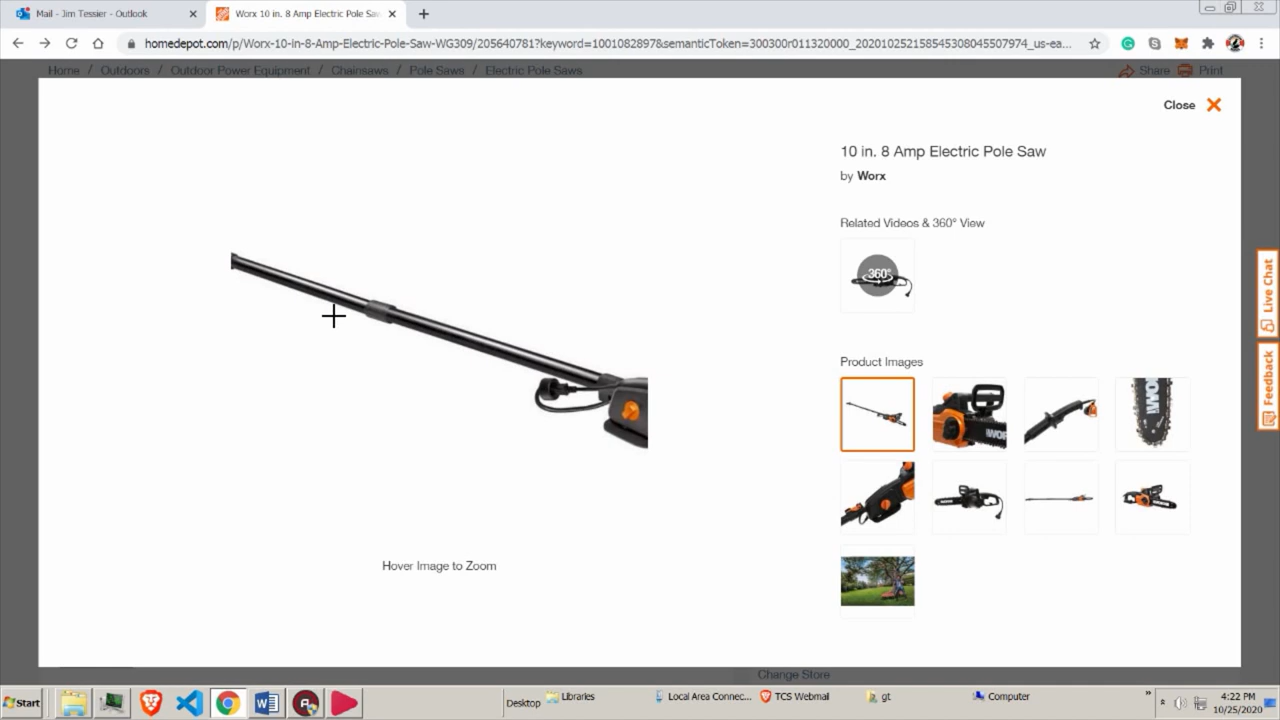 Mail - Jim Tessier - Outlook
Worx 10 in. 8 Amp Electric Pole Saw
homedepot.com/p/Worx-10-in-8-Amp-Electric-Pole-Saw-WG309/205640781?keyword=1001082897&semanticToken=300300r011320000_202010252158545308045507974_us-ea...
Home / Outdoors / Outdoor Power Equipment / Chainsaws / Pole Saws / Electric Pole Saws
Share
Print
Close
10 in. 8 Amp Electric Pole Saw
by Worx
Related Videos & 360° View
360°
Product Images
WOR
WO
Hover Image to Zoom
Live Chat
Feedback
Change Store
Start
Desktop
Libraries
Local Area Connec...
TCS Webmail
gt
Computer
»
4:22 PM
10/25/2020